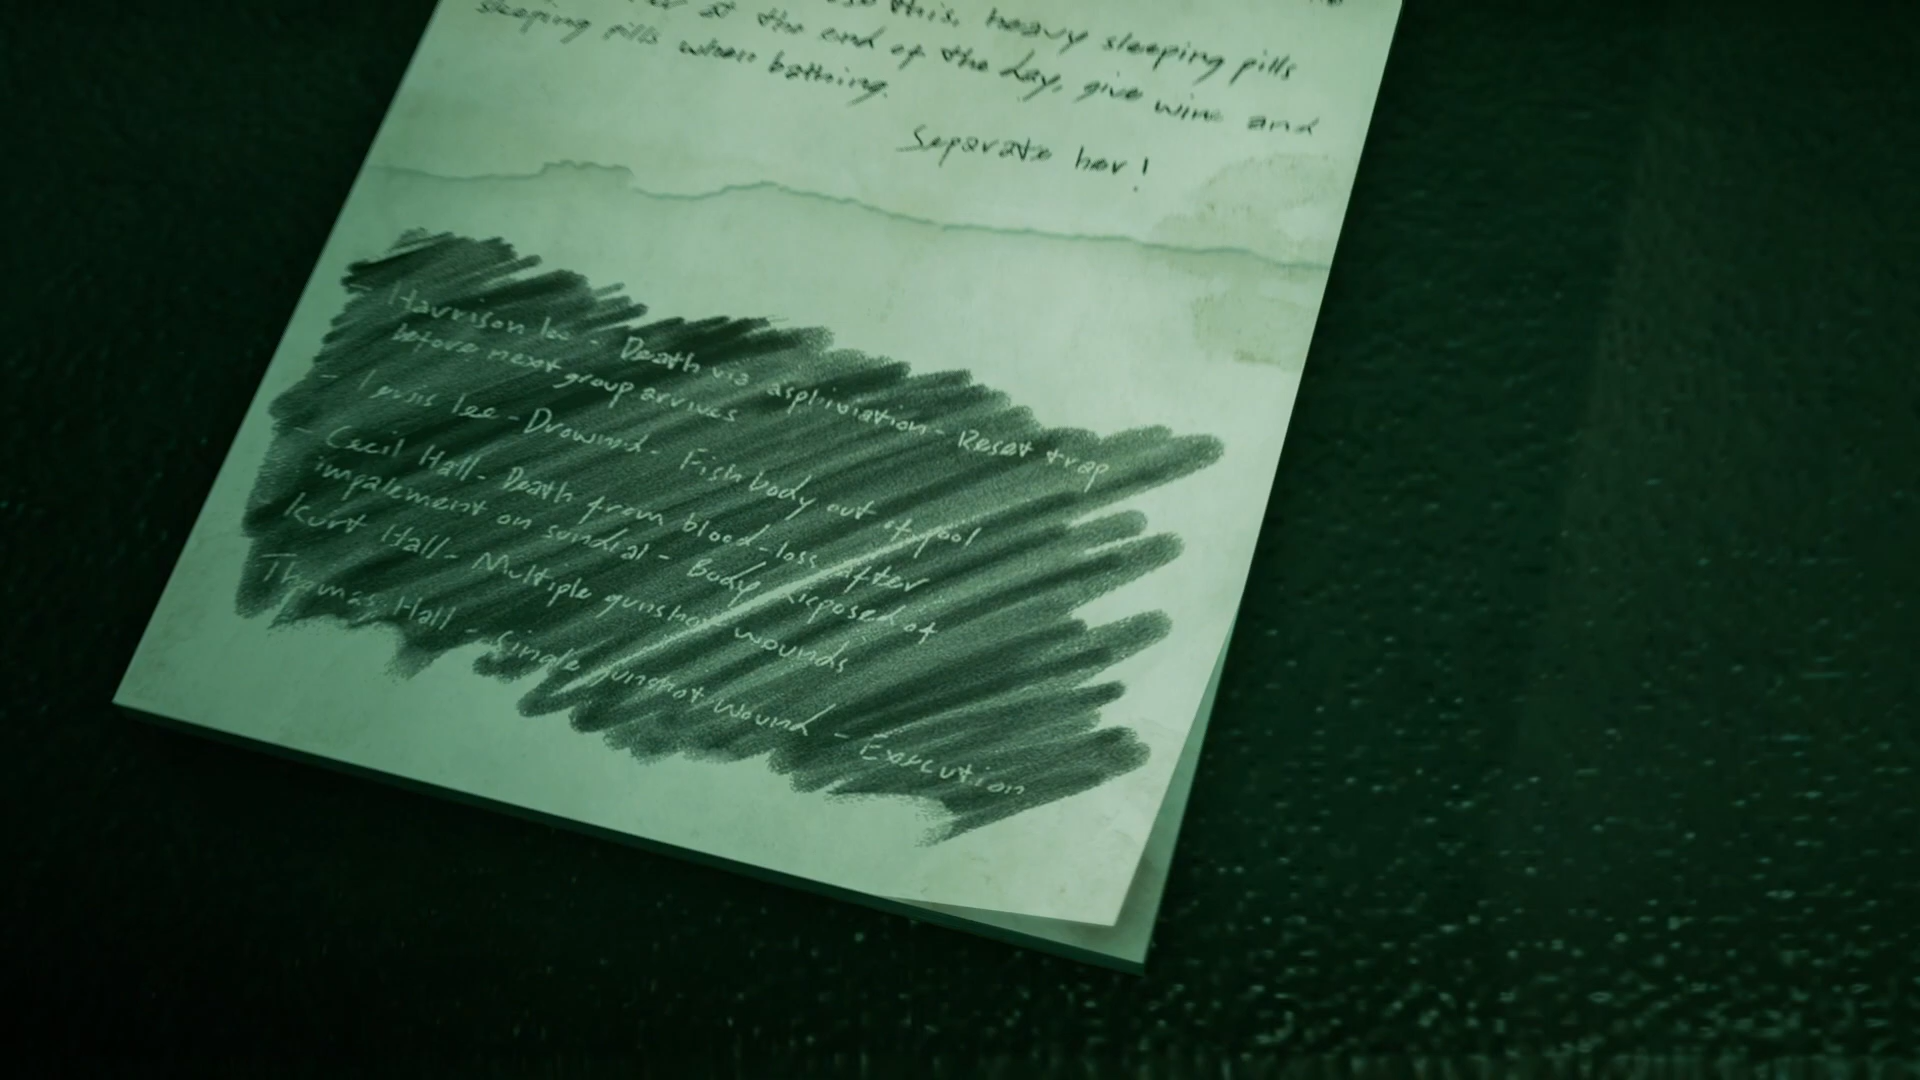 this, heavy sleeping pills
at the end of the day, give wine and
sleeping pills when bathing.
Separate her!
- Harrison lee - Death via asphixiation - Reset trap
before next group arrives
- Lewis lee - Drowned - Fish body out of pool
- Cecil Hall - Death from blood-loss after
impalement on sundial - Body disposed of
Kurt Hall - Multiple gunshot wounds
Thomas Hall - Single gunshot wound - Execution